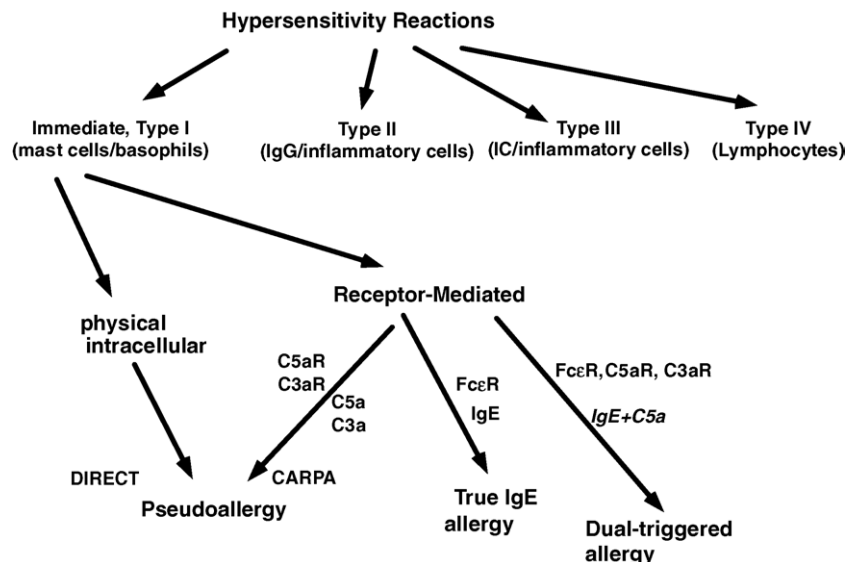 Hypersensitivity Reactions
Immediate, Type I
(mast cells/basophils)
Type II
(IgG/inflammatory cells)
Type III
(IC/inflammatory cells)
Type IV
(Lymphocytes)
Receptor-Mediated
physical
intracellular
C5aR
C3aR
C5a
C3a
FcεR
IgE
FcεR,C5aR, C3aR
IgE+C5a
DIRECT
CARPA
Pseudoallergy
True IgE
allergy
Dual-triggered
allergy